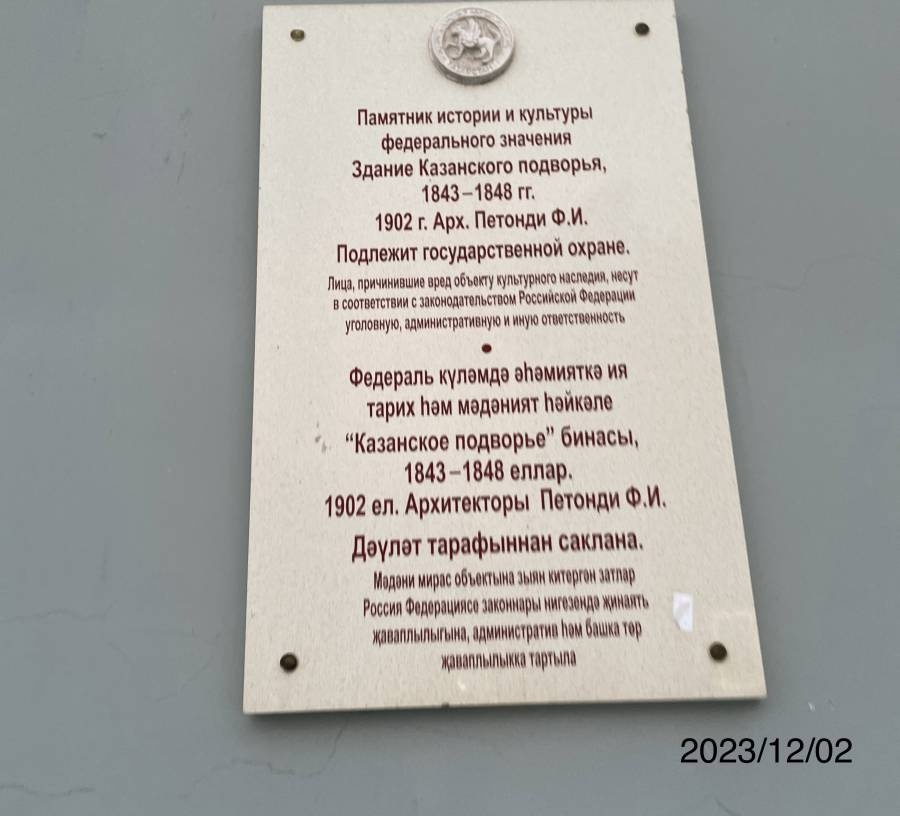 Памятник истории и культуры
федерального значения
Здание Казанского подворья,
1843–1848 гг.
1902 г. Арх. Петонди Ф.И.
Подлежит государственной охране.
Лица, причинившие вред объекту культурного наследия, несут
в соответствии с законодательством Российской Федерации
уголовную, административную и иную ответственность
Федераль күләмдә әһәмияткә ия
тарих һәм мәдәният һәйкәле
“Казанское подворье” бинасы,
1843–1848 еллар.
1902 ел. Архитекторы Петонди Ф.И.
Дәүләт тарафыннан саклана.
Мәдәни мирас объектына зыян китергән затлар
Россия Федерациясе законнары нигезендә җинаять
җаваплылыгына, административ һәм башка төр
җаваплылыкка тартыла
2023/12/02